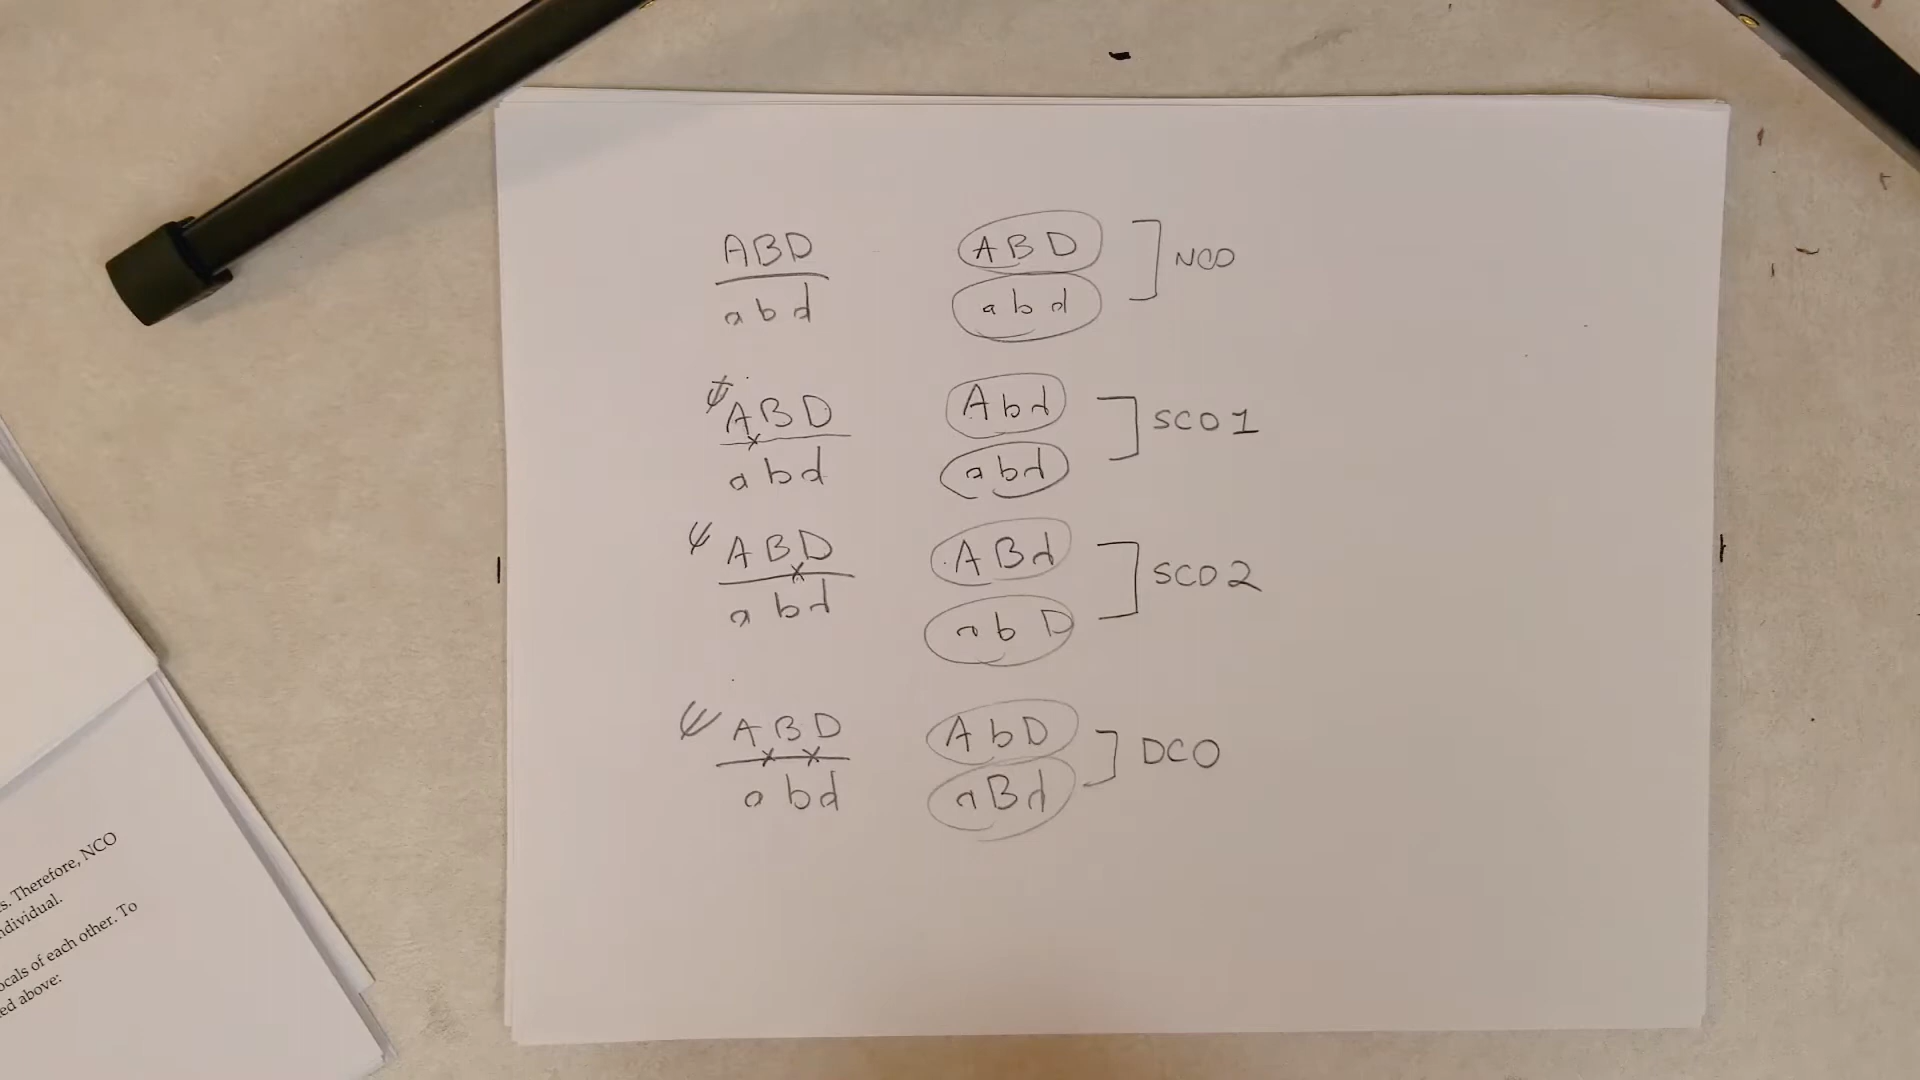 ABD ABD NCO
abd abd
ψ ABD Abd SCO 1
abd abd
ψ ABD ABd SCO 2
abd abD
ψ ABD AbD DCO
abd aBd
s. Therefore, NCO
ndividual.
ocals of each other. To
ed above: